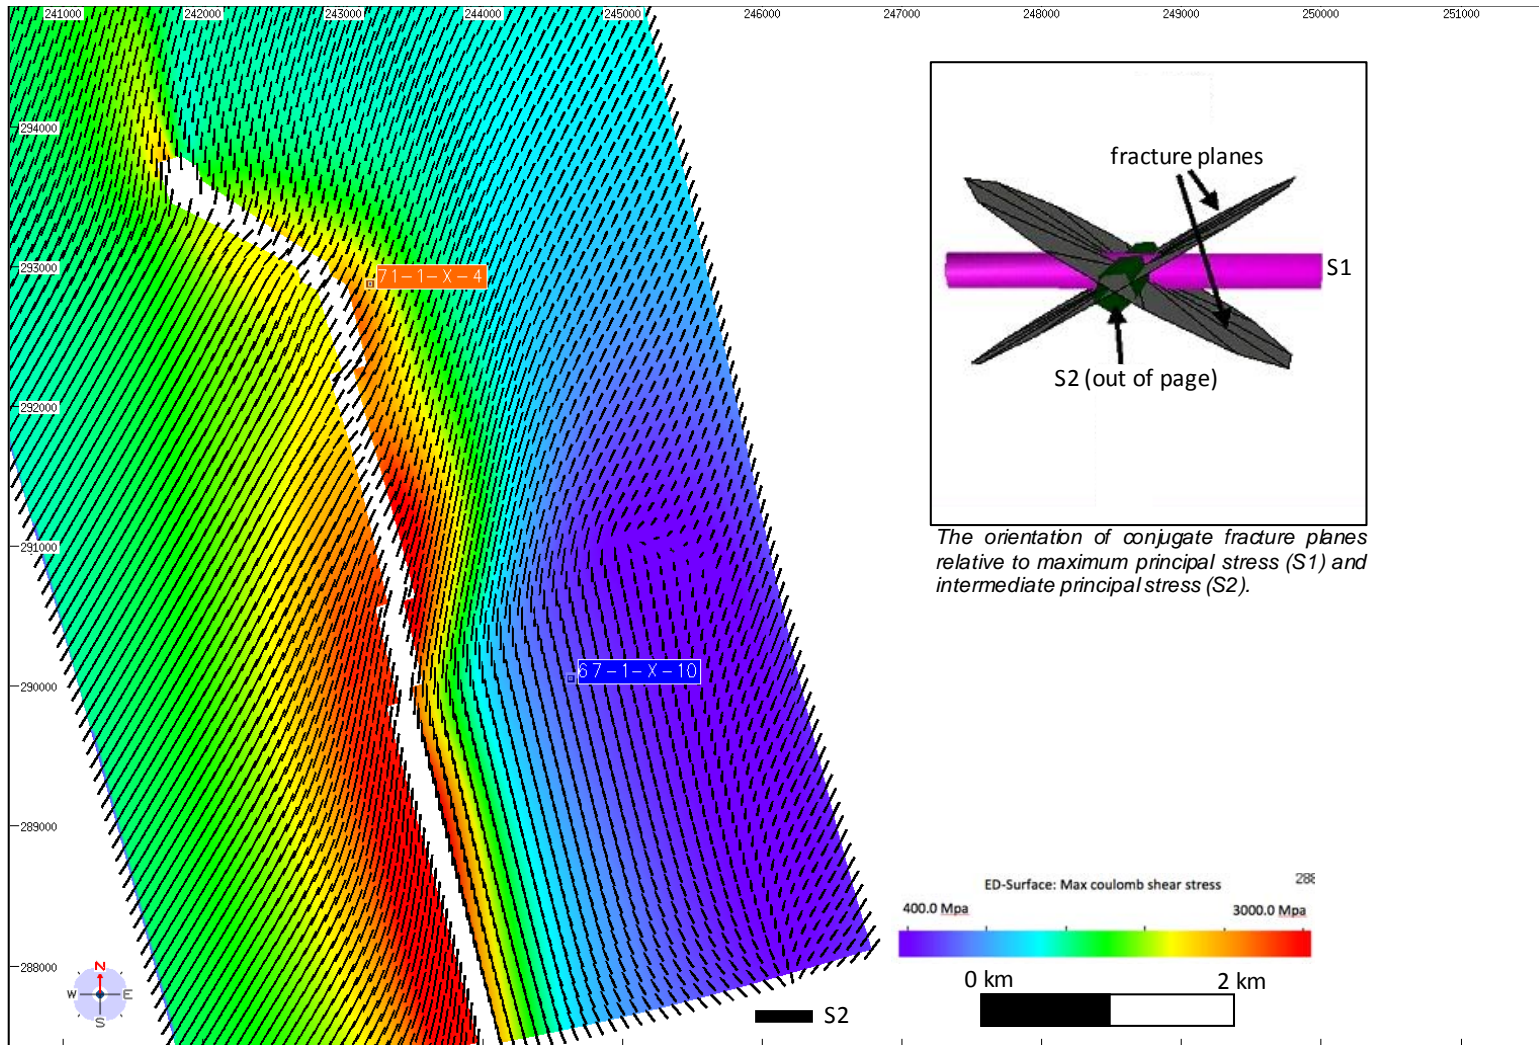 241000 242000 243000 244000 245000 246000 247000 248000 249000 250000 251000
294000
293000
292000
291000
290000
289000
288000
71-1-X-4
67-1-X-10
fracture planes
S1
S2 (out of page)
The orientation of conjugate fracture planes
relative to maximum principal stress (S1) and
intermediate principal stress (S2).
ED-Surface: Max coulomb shear stress
288
400.0 Mpa 3000.0 Mpa
0 km 2 km
S2
N
W E
S